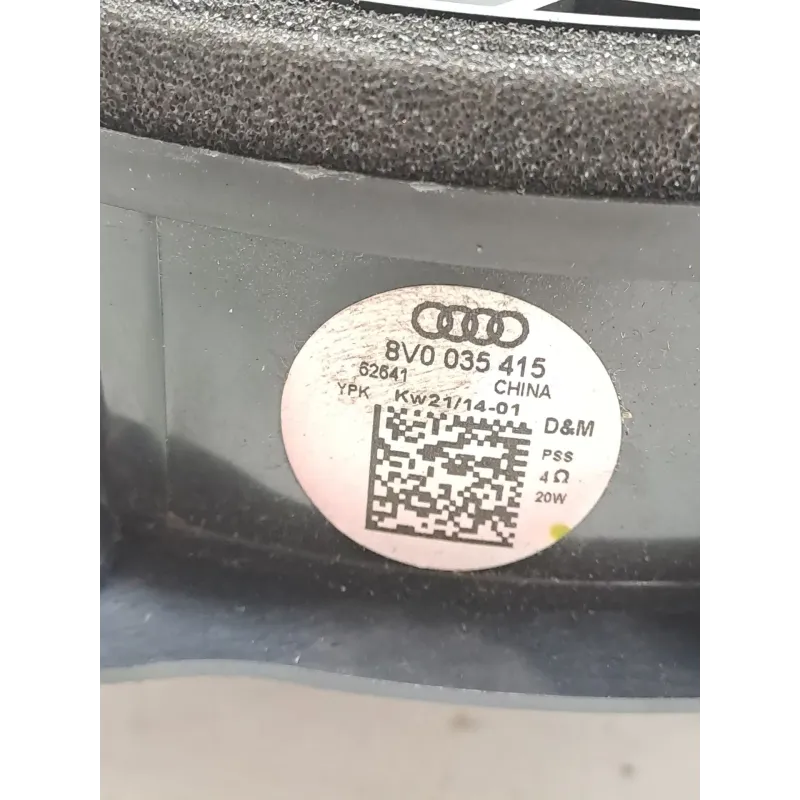 8V0 035 415
62641 CHINA
YPK Kw21/14-01
D&M
PSS
4Ω
20W